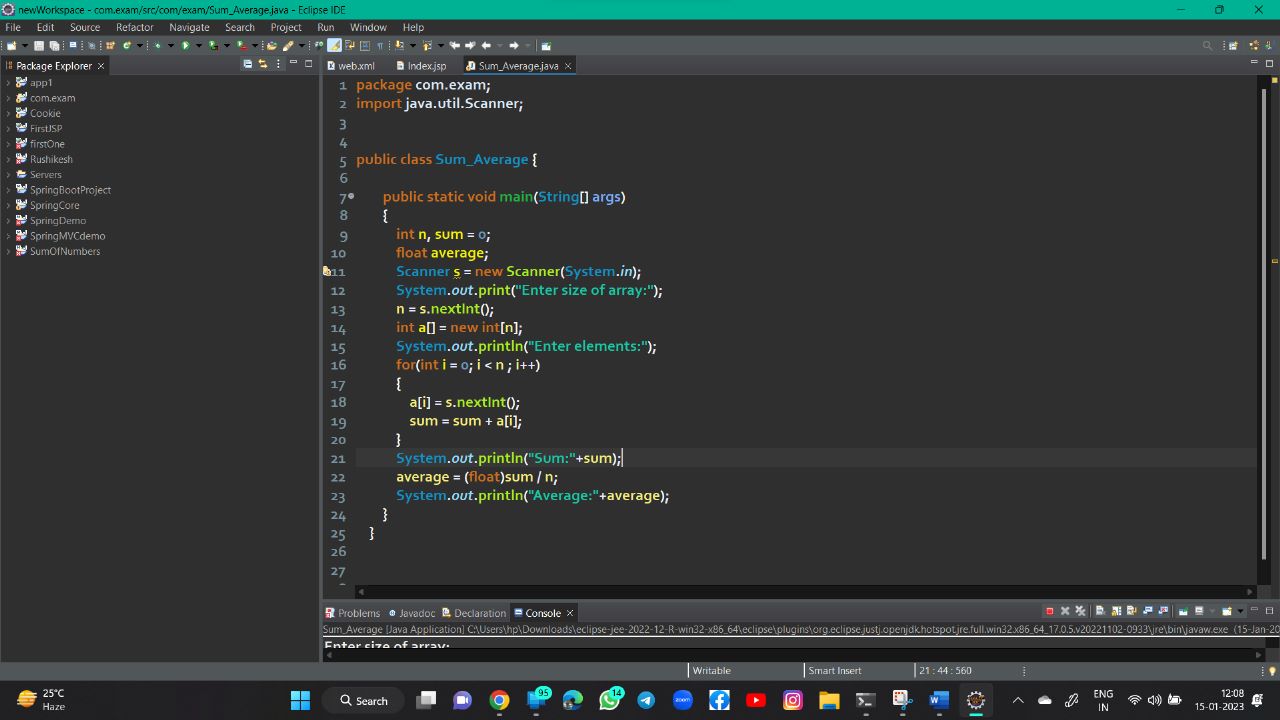 newWorkspace - com.exam/src/com/exam/Sum_Average.java - Eclipse IDE
File Edit Source Refactor Navigate Search Project Run Window Help
Package Explorer
app1
com.exam
Cookie
FirstJSP
firstOne
Rushikesh
Servers
SpringBootProject
SpringCore
SpringDemo
SpringMVCdemo
SumOfNumbers
web.xml Index.jsp Sum_Average.java
1 package com.exam;
2 import java.util.Scanner;
3
4
5 public class Sum_Average {
6
7 public static void main(String[] args)
8 {
9 int n, sum = 0;
10 float average;
11 Scanner s = new Scanner(System.in);
12 System.out.print("Enter size of array:");
13 n = s.nextInt();
14 int a[] = new int[n];
15 System.out.println("Enter elements:");
16 for(int i = 0; i < n ; i++)
17 {
18 a[i] = s.nextInt();
19 sum = sum + a[i];
20 }
21 System.out.println("Sum:"+sum);
22 average = (float)sum / n;
23 System.out.println("Average:"+average);
24 }
25 }
26
27
Problems Javadoc Declaration Console
Sum_Average [Java Application] C:\Users\hp\Downloads\eclipse-jee-2022-12-R-win32-x86_64\eclipse\plugins\org.eclipse.justj.openjdk.hotspot.jre.full.win32.x86_64_17.0.5.v20221102-0933\jre\bin\javaw.exe (15-Jan-20
Enter size of array:
Writable Smart Insert 21 : 44 : 560
25°C
Haze
Search
95
14
zoom
ENG
IN
12:08
15-01-2023